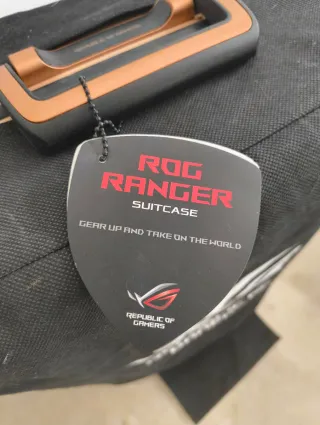 ROG
RANGER
SUITCASE
GEAR UP AND TAKE ON THE WORLD
REPUBLIC OF
GAMERS